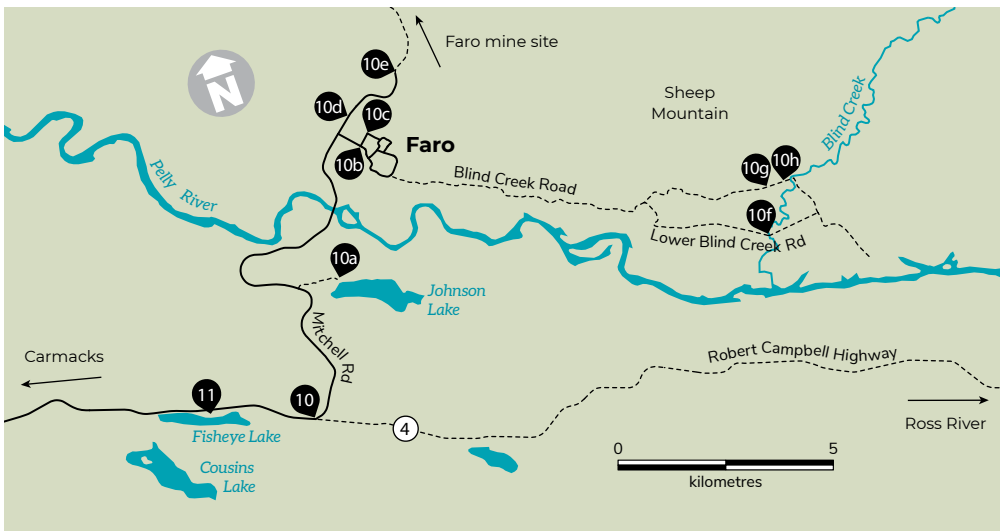 Faro mine site
N
10e
10d
10c
10b
Faro
Sheep
Mountain
Blind Creek
10g
10h
10f
Blind Creek Road
Lower Blind Creek Rd
Pelly River
10a
Johnson
Lake
Mitchell Rd
Carmacks
11
10
Fisheye Lake
Cousins
Lake
4
Robert Campbell Highway
Ross River
0
5
kilometres